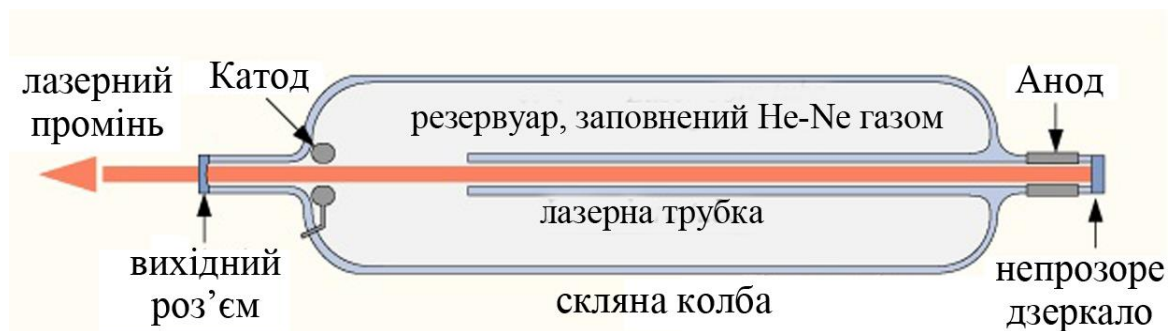 лазерний
промінь
Катод
Анод
резервуар, заповнений He-Ne газом
лазерна трубка
вихідний
роз’єм
скляна колба
непрозоре
дзеркало